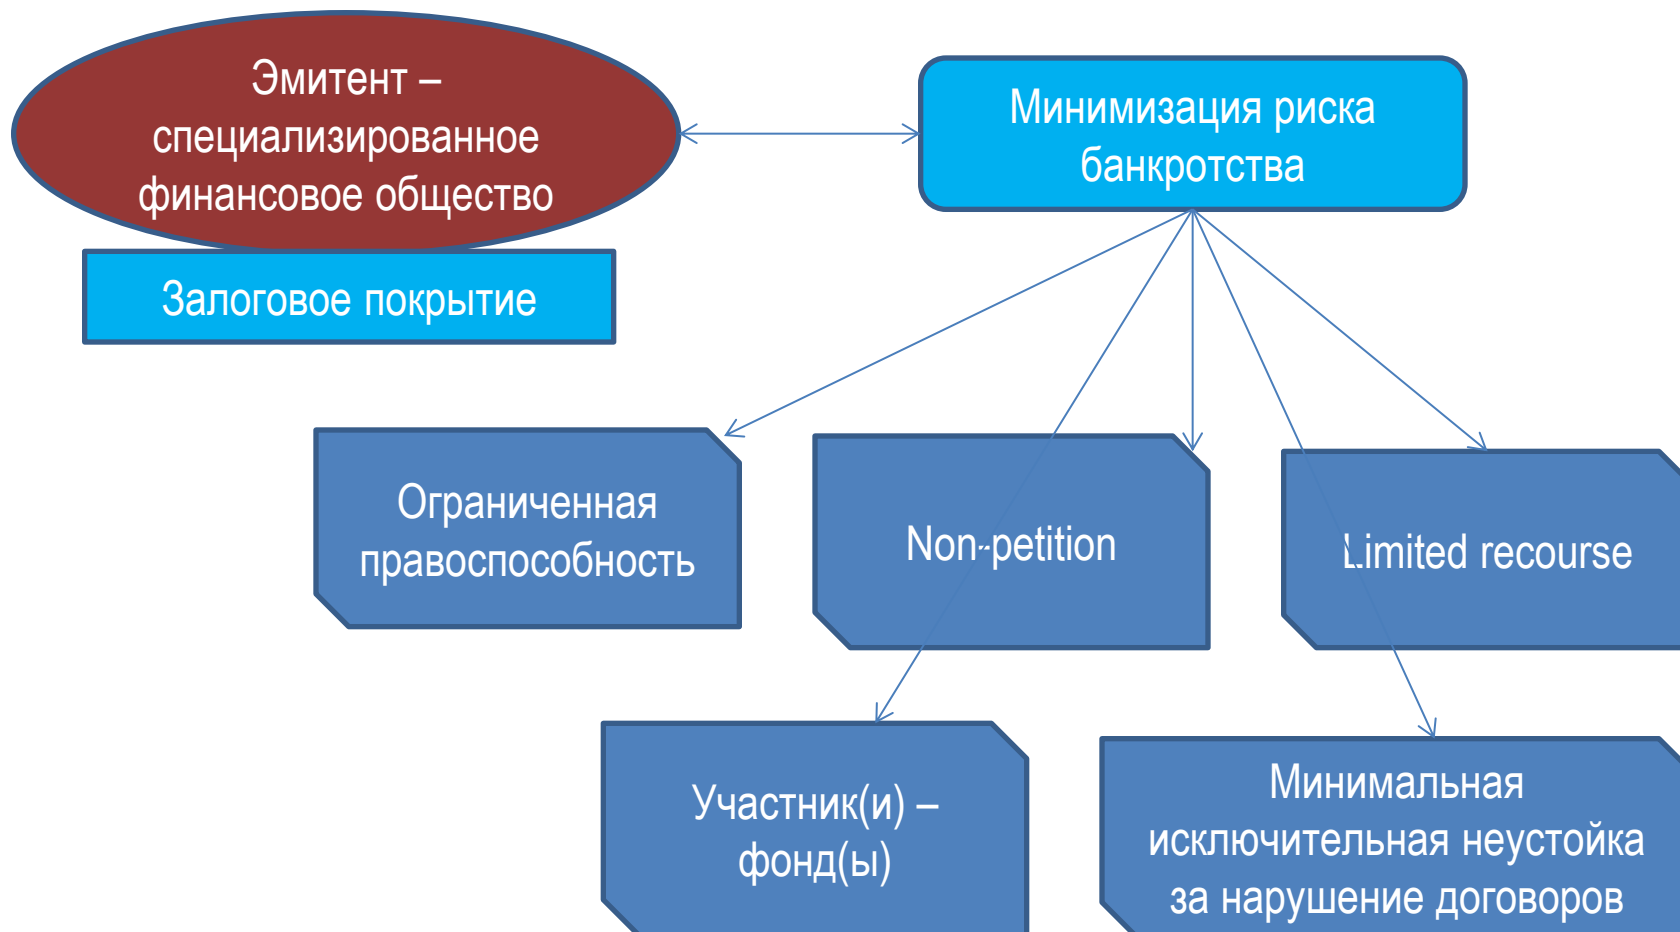 Эмитент –
специализированное
финансовое общество
Залоговое покрытие
Минимизация риска
банкротства
Ограниченная
правоспособность
Non-petition
Limited recourse
Участник(и) –
фонд(ы)
Минимальная
исключительная неустойка
за нарушение договоров